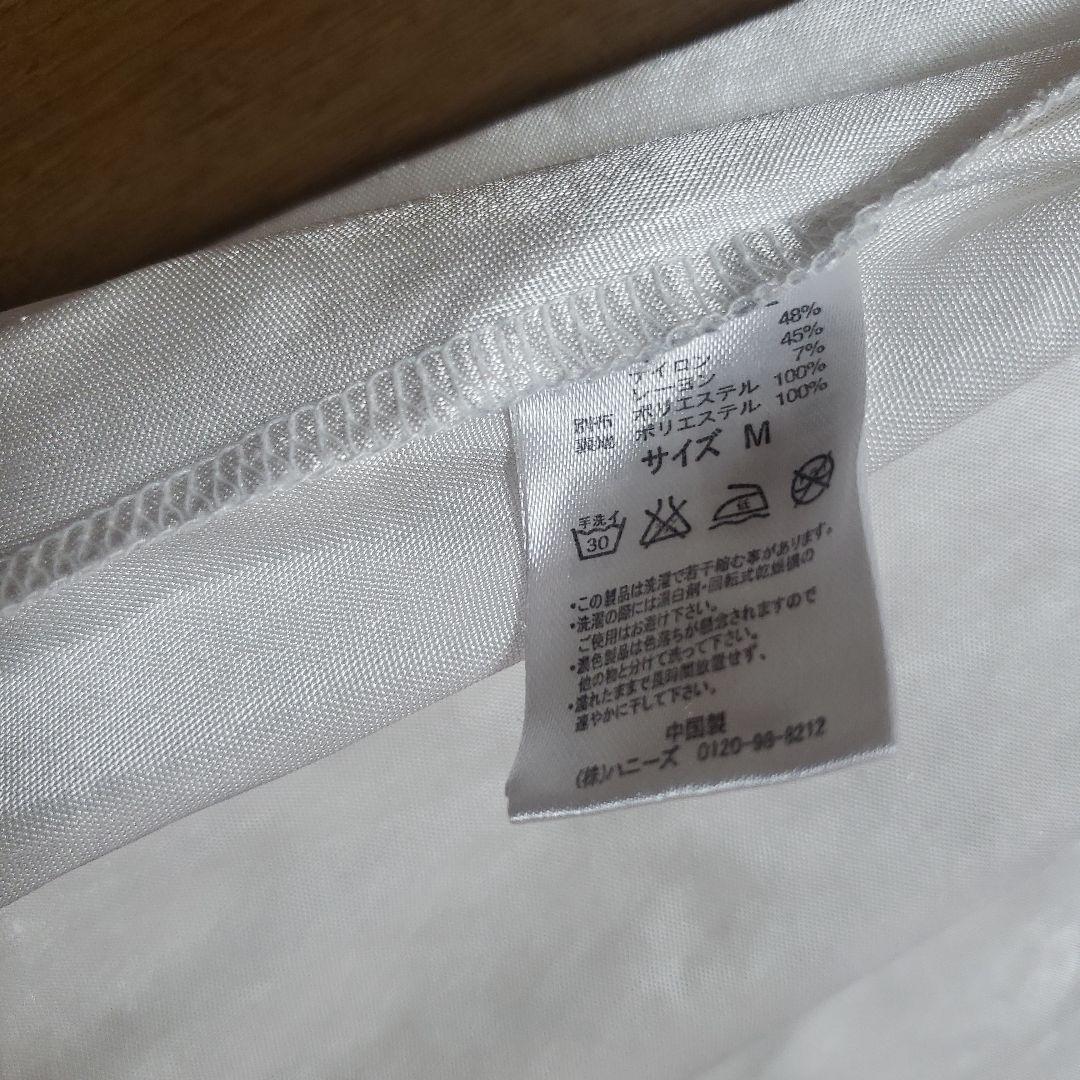 48%
ナイロン 45%
レーヨン 7%
別布 ポリエステル 100%
裏地 ポリエステル 100%
サイズ M
手洗イ
30
低
・この製品は洗濯で若干縮む事があります。
・洗濯の際には漂白剤・回転式乾燥機の
ご使用はお避け下さい。
・濃色製品は色落ちが懸念されますので
他の物と分けて洗って下さい。
・濡れたままで長時間放置せず、
速やかに干して下さい。
中国製
(株)ハニーズ 0120-98-8212